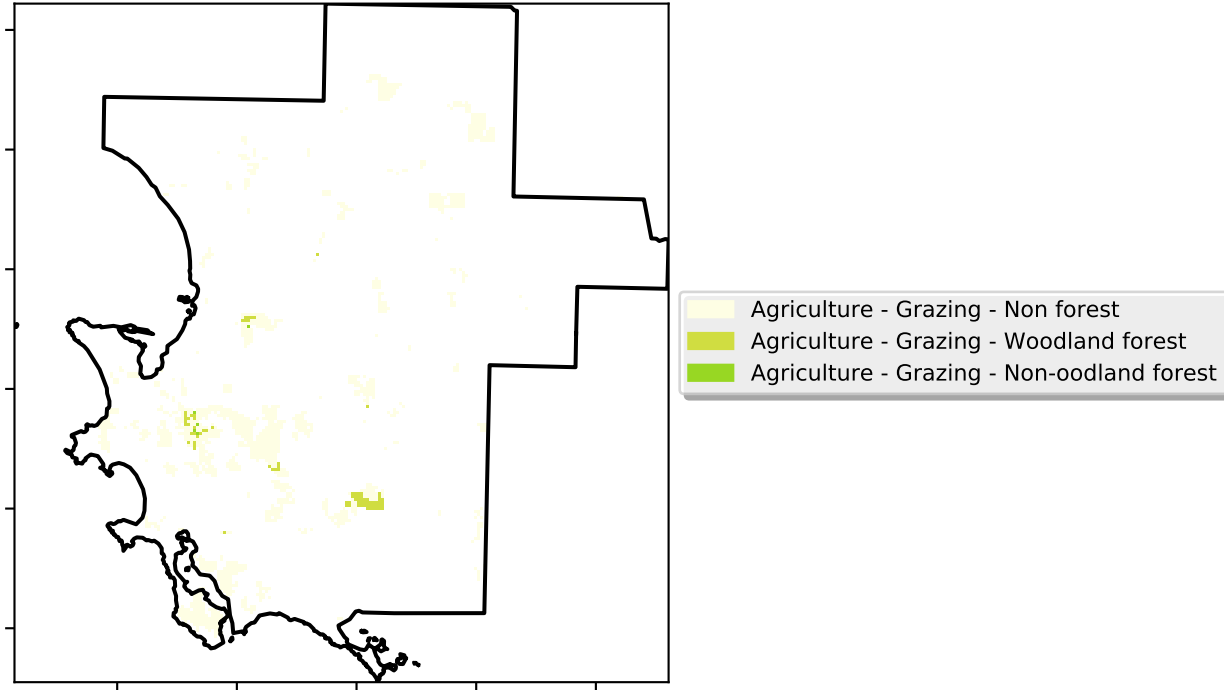 Agriculture - Grazing - Non forest
Agriculture - Grazing - Woodland forest
Agriculture - Grazing - Non-oodland forest